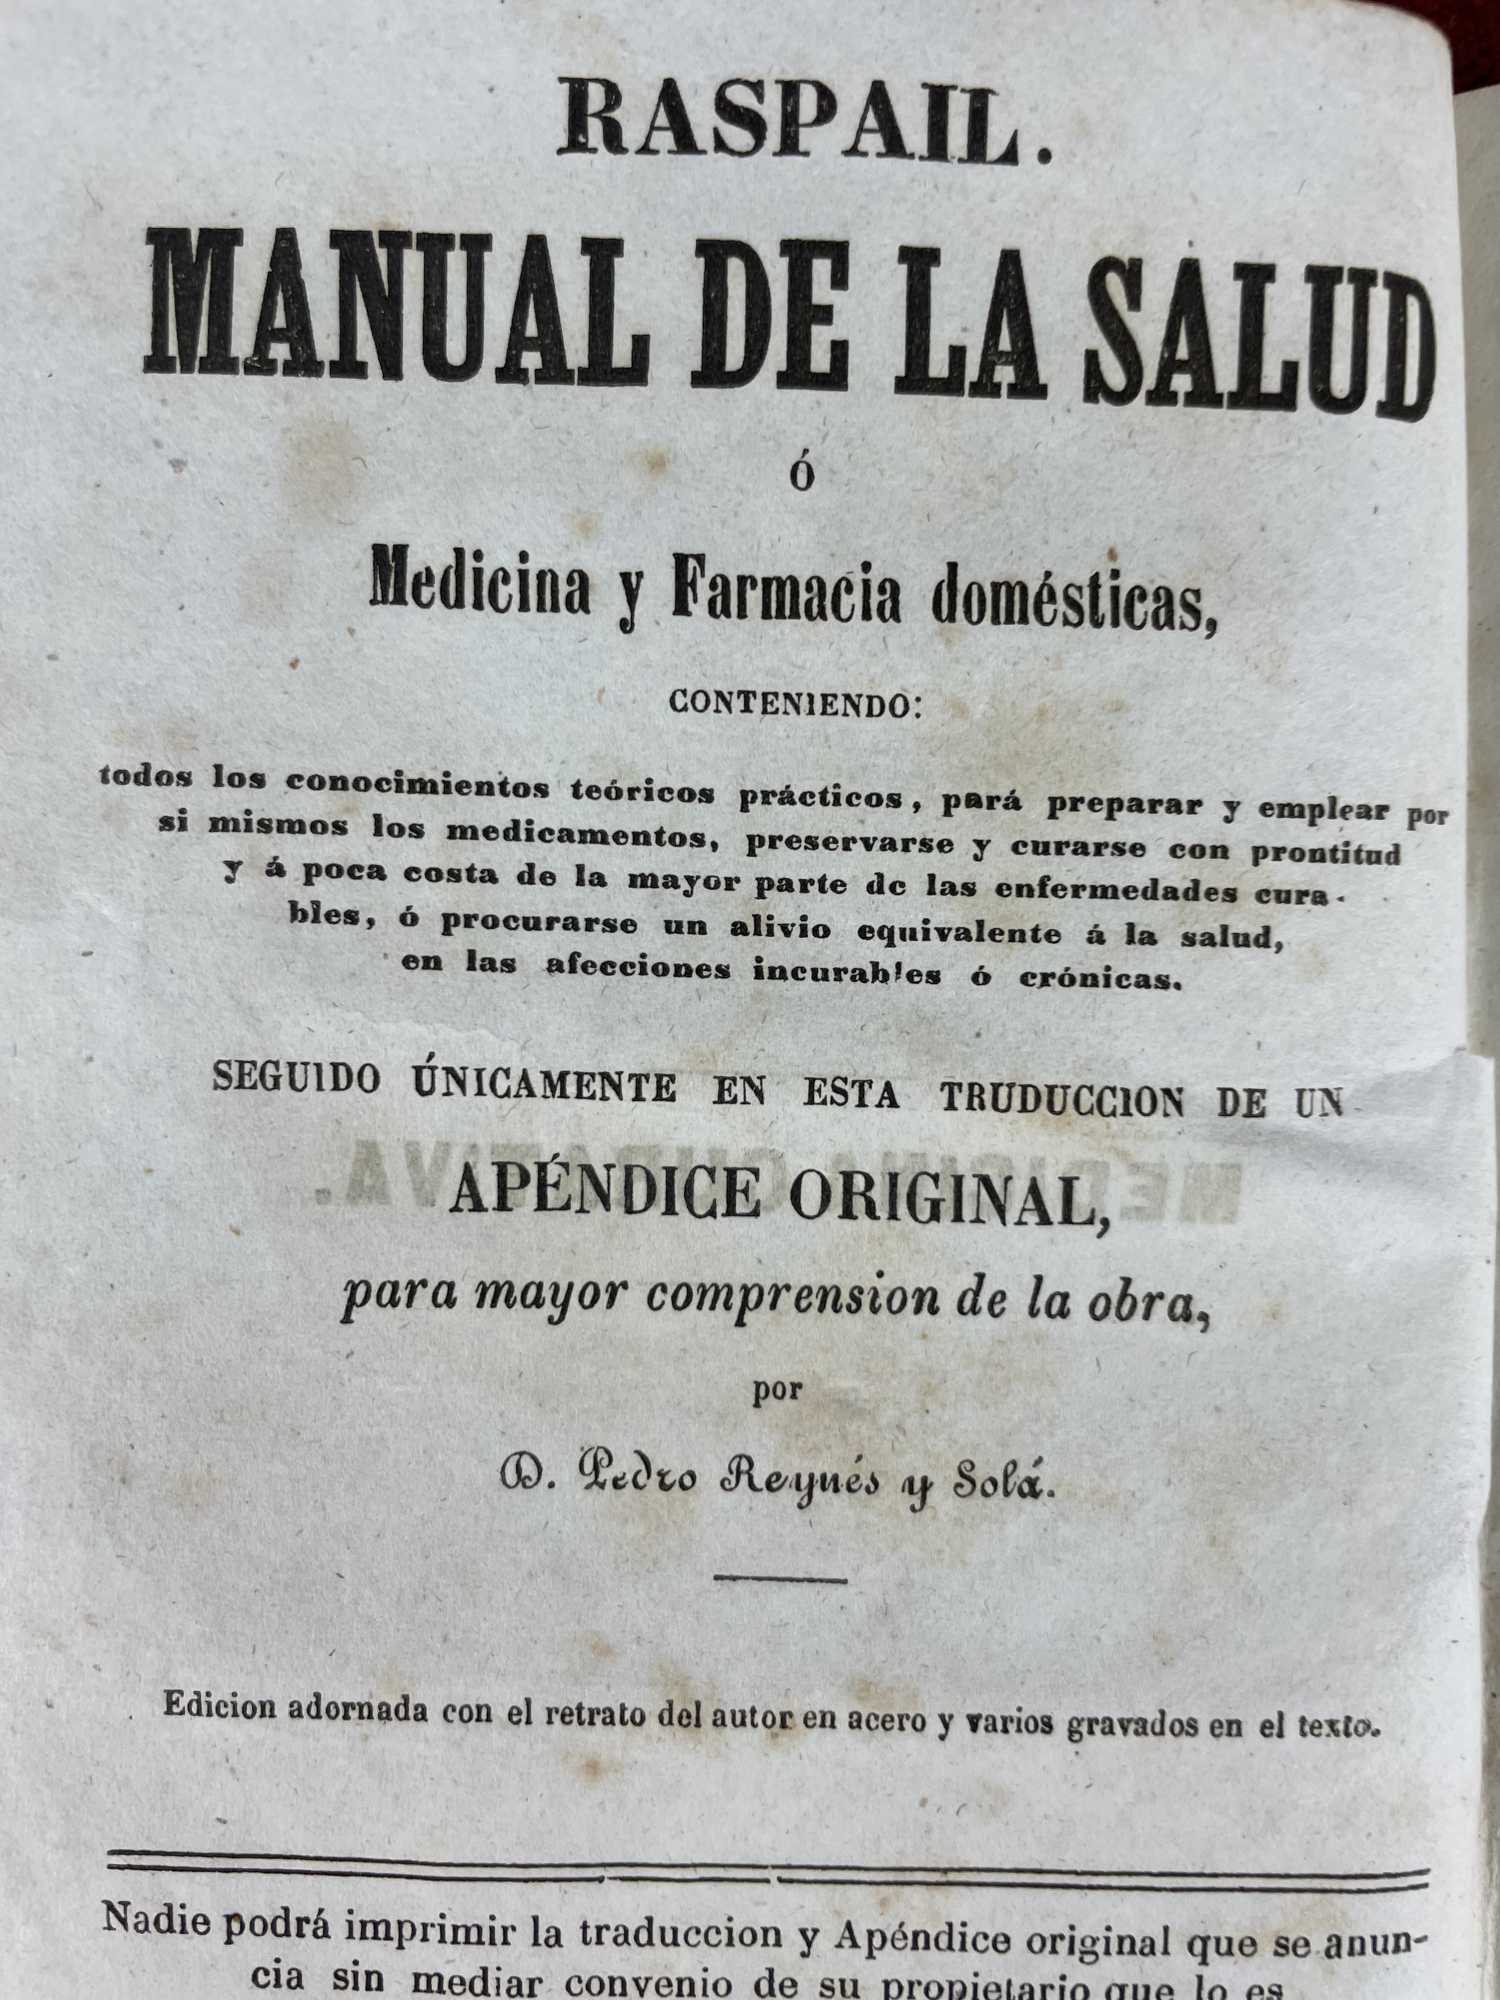 RASPAIL.
MANUAL DE LA SALUD
ó
Medicina y Farmacia domésticas,
CONTENIENDO:
todos los conocimientos teóricos prácticos, pará preparar y emplear por
si mismos los medicamentos, preservarse y curarse con prontitud
y á poca costa de la mayor parte de las enfermedades cura-
bles, ó procurarse un alivio equivalente á la salud,
en las afecciones incurables ó crónicas.
SEGUIDO ÚNICAMENTE EN ESTA TRUDUCCION DE UN
APÉNDICE ORIGINAL,
para mayor comprension de la obra,
por
D. Pedro Reynés y Solá.
Edicion adornada con el retrato del autor en acero y varios gravados en el texto.
Nadie podrá imprimir la traduccion y Apéndice original que se anun-
cia sin mediar convenio de su propietario que lo es